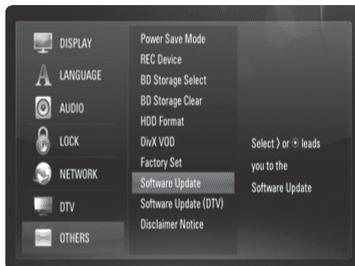 DISPLAY
LANGUAGE
AUDIO
LOCK
NETWORK
DTV
OTHERS
Power Save Mode
REC Device
BD Storage Select
BD Storage Clear
HDD Format
DivX VOD
Factory Set
Software Update
Software Update (DTV)
Disclaimer Notice
Select > or ⊙ leads
you to the
Software Update